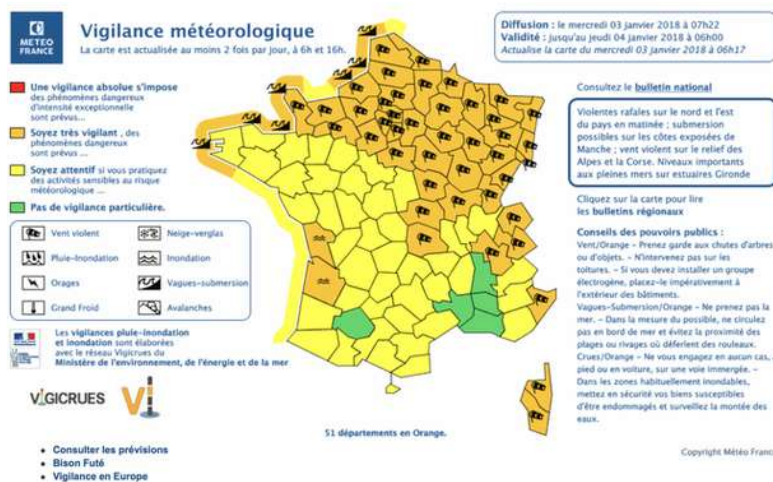 METEO
FRANCE
Vigilance météorologique
La carte est actualisée au moins 2 fois par jour, à 6h et 16h.
Diffusion : le mercredi 03 janvier 2018 à 07h22
Validité : jusqu'au jeudi 04 janvier 2018 à 06h00
Actualise la carte du mercredi 03 janvier 2018 à 06h17
Une vigilance absolue s'impose
des phénomènes dangereux
d'intensité exceptionnelle
sont prévus...
Soyez très vigilant , des
phénomènes dangereux
sont prévus ...
Soyez attentif si vous pratiquez
des activités sensibles au risque
météorologique ...
Pas de vigilance particulière.
Vent violent
Neige-verglas
Pluie-Inondation
Inondation
Orages
Vagues-submersion
Grand Froid
Avalanches
Les vigilances pluie-inondation
et inondation sont élaborées
avec le réseau Vigicrues du
Ministère de l'environnement, de l'énergie et de la mer
VIGICRUES
Consulter les prévisions
Bison Futé
Vigilance en Europe
51 départements en Orange.
Consultez le bulletin national
Violentes rafales sur le nord et l'est
du pays en matinée ; submersion
possibles sur les côtes exposées de
Manche ; vent violent sur le relief des
Alpes et la Corse. Niveaux importants
aux pleines mers sur estuaires Gironde
Cliquez sur la carte pour lire
les bulletins régionaux
Conseils des pouvoirs publics :
Vent/Orange - Prenez garde aux chutes d'arbres
ou d'objets. - N'intervenez pas sur les
toitures. - Si vous devez installer un groupe
électrogène, placez-le impérativement à
l'extérieur des bâtiments.
Vagues-Submersion/Orange - Ne prenez pas la
mer. - Dans la mesure du possible, ne circulez
pas en bord de mer et évitez la proximité des
plages ou rivages où déferlent des rouleaux.
Crues/Orange - Ne vous engagez en aucun cas,
pied ou en voiture, sur une voie immergée. -
Dans les zones habituellement inondables,
mettez en sécurité vos biens susceptibles
d'être endommagés et surveillez la montée des
eaux.
Copyright Météo Franc